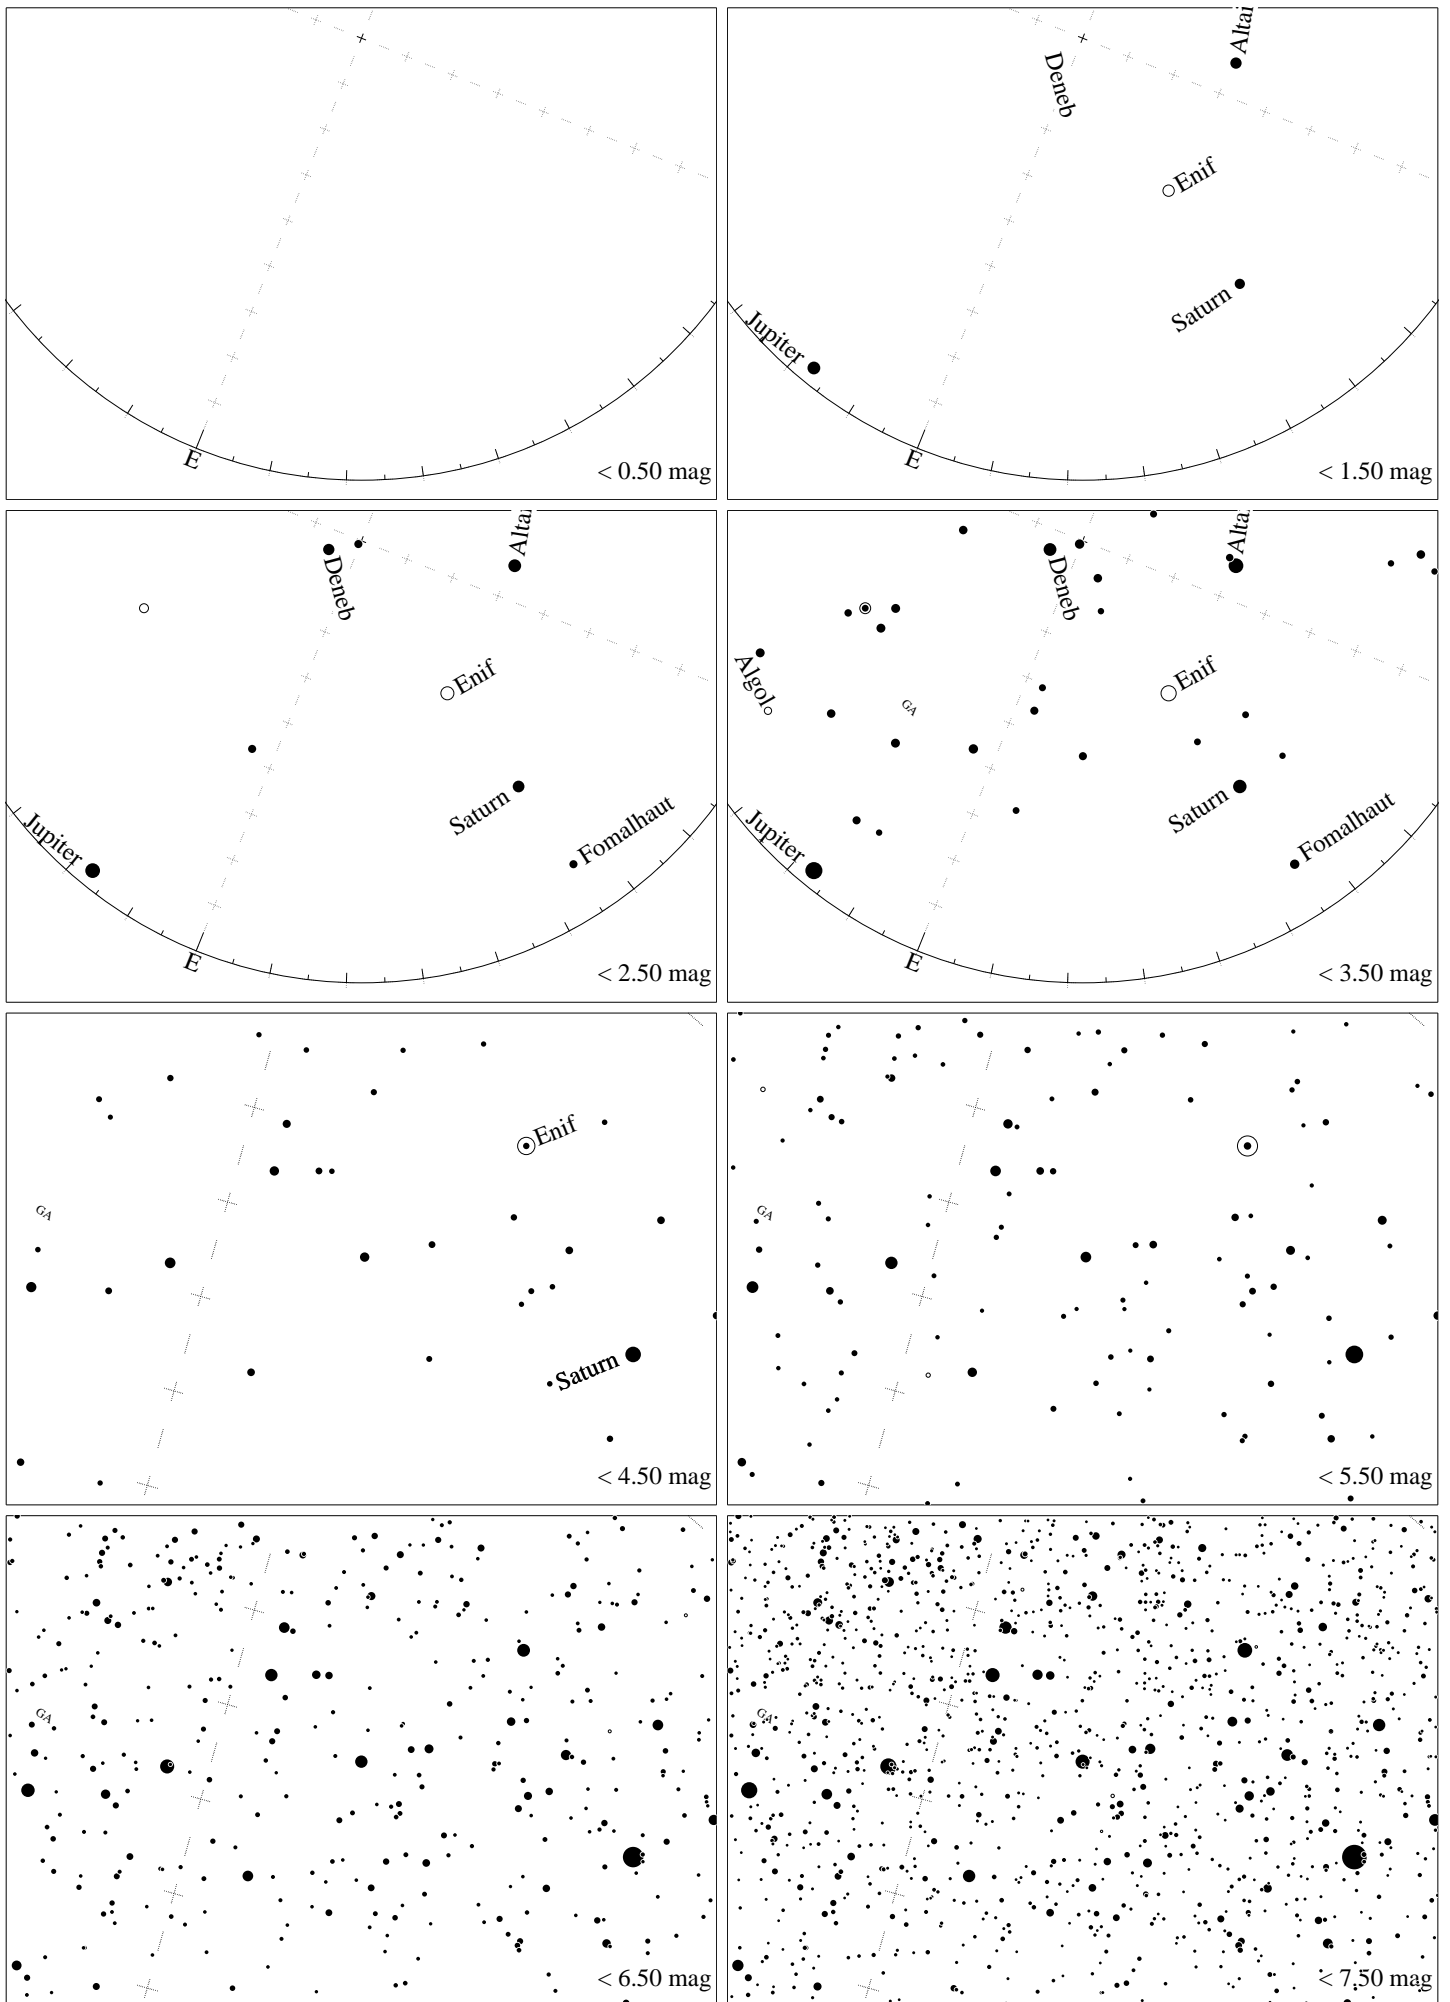 E
< 0.50 mag
Altai
Deneb
Enif
Saturn
Jupiter
E
< 1.50 mag
Altai
Deneb
Enif
Saturn
Fomalhaut
Jupiter
E
< 2.50 mag
Altai
Deneb
Algol
GA
Enif
Saturn
Fomalhaut
Jupiter
E
< 3.50 mag
Enif
GA
Saturn
< 4.50 mag
GA
< 5.50 mag
GA
< 6.50 mag
GA
< 7.50 mag